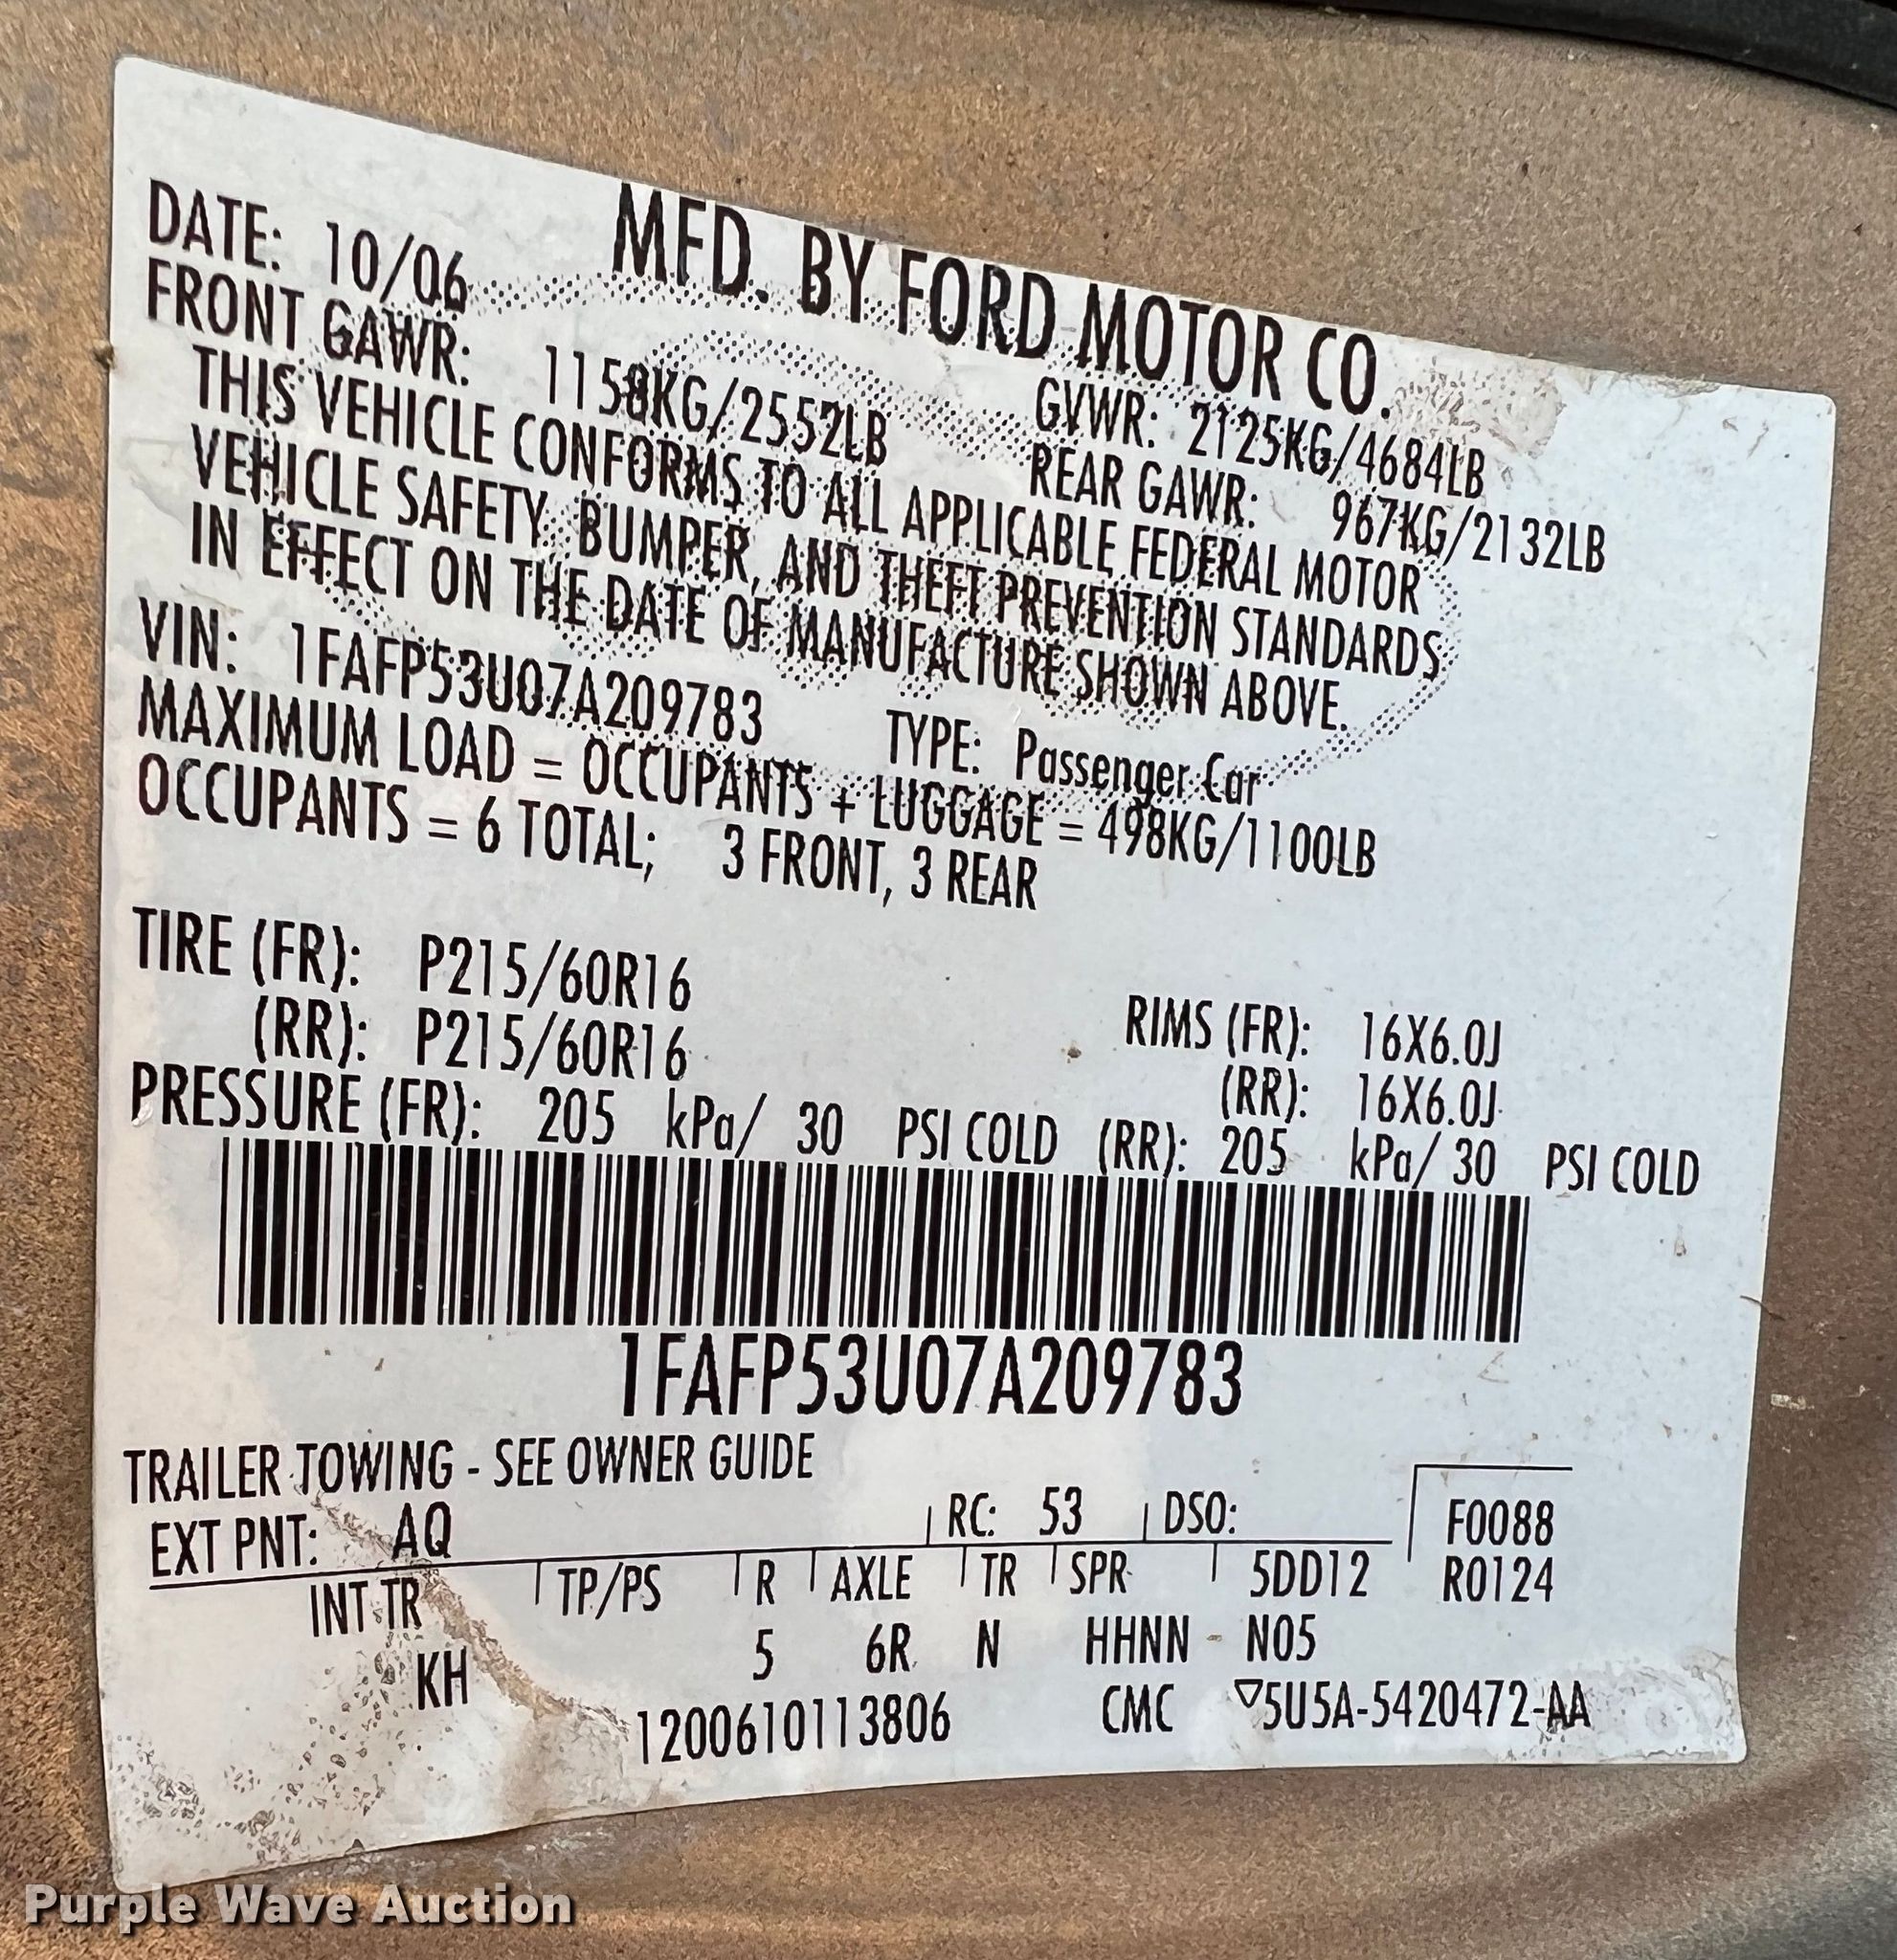 MFD. BY FORD MOTOR CO.
DATE: 10/06 GVWR: 2125KG/4684LB
FRONT GAWR: 1158KG/2552LB REAR GAWR: 967KG/2132LB
THIS VEHICLE CONFORMS TO ALL APPLICABLE FEDERAL MOTOR
VEHICLE SAFETY, BUMPER, AND THEFT PREVENTION STANDARDS
IN EFFECT ON THE DATE OF MANUFACTURE SHOWN ABOVE.
VIN: 1FAFP53U07A209783 TYPE: Passenger Car
MAXIMUM LOAD = OCCUPANTS + LUGGAGE = 498KG/1100LB
OCCUPANTS = 6 TOTAL; 3 FRONT, 3 REAR
TIRE (FR): P215/60R16 RIMS (FR): 16X6.0J
(RR): P215/60R16 (RR): 16X6.0J
PRESSURE (FR): 205 kPa/ 30 PSI COLD (RR): 205 kPa/ 30 PSI COLD
1FAFP53U07A209783
TRAILER TOWING - SEE OWNER GUIDE
EXT PNT: AQ RC: 53 DSO: F0088
INT TR TP/PS R AXLE TR SPR 5DD12 R0124
KH 5 6R N HHNN N05
1200610113806 CMC ▽5U5A-5420472-AA
Purple Wave Auction